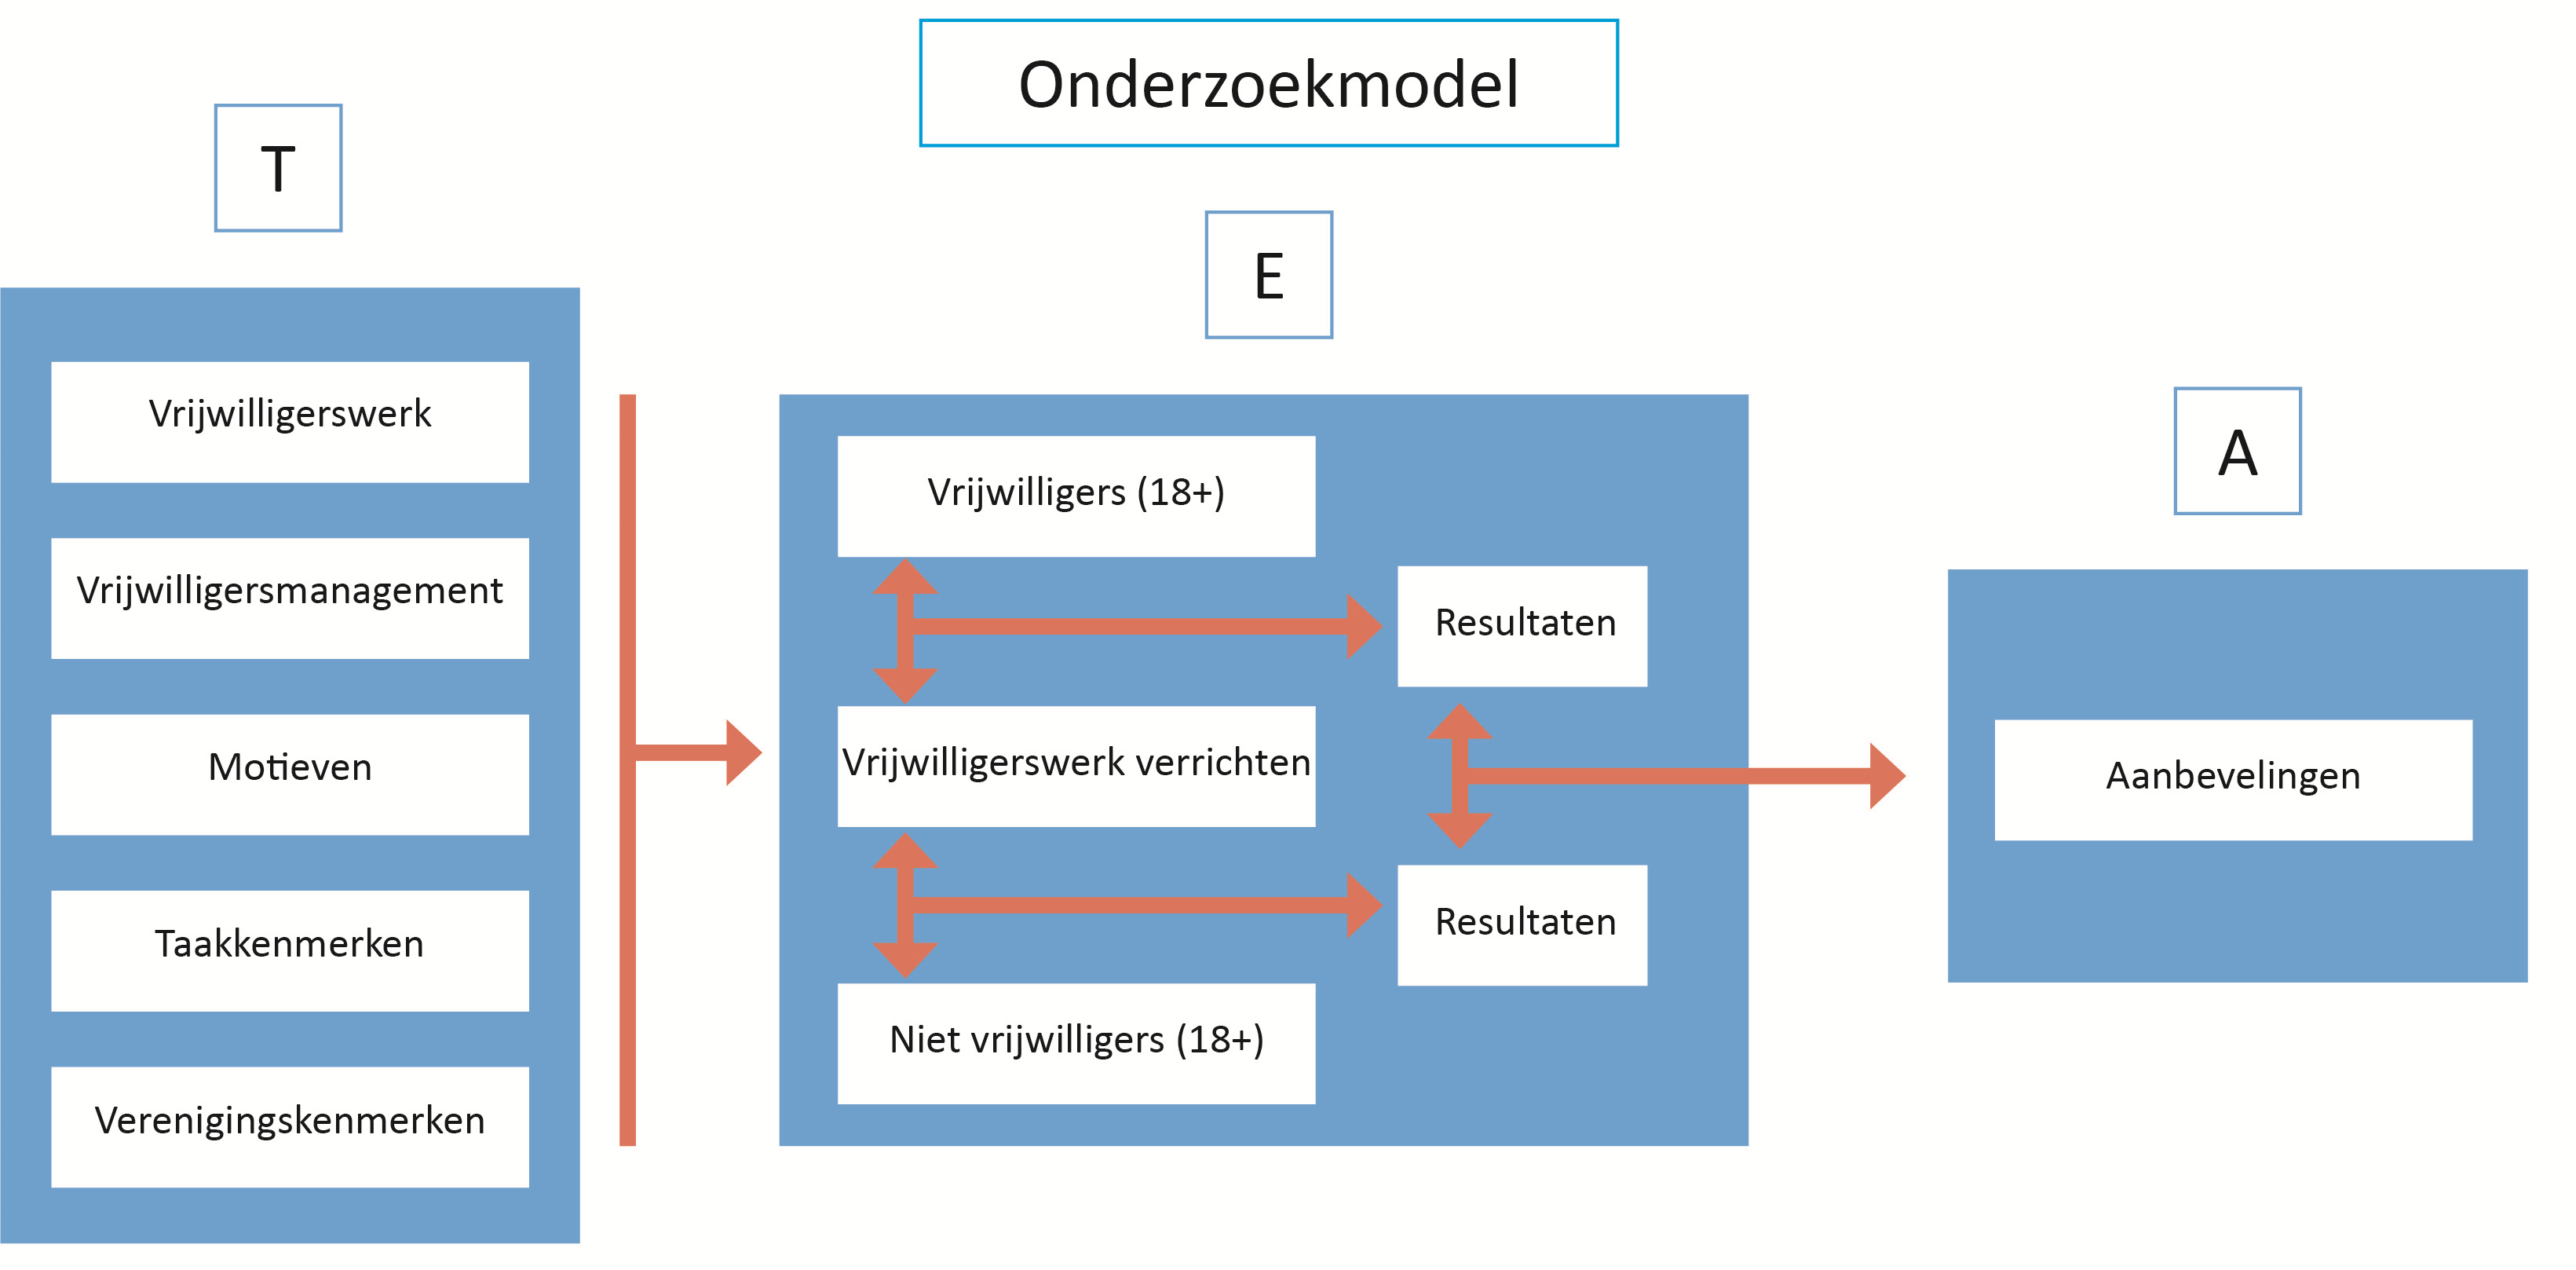 Onderzoekmodel
T
Vrijwilligerswerk
Vrijwilligersmanagement
Motieven
Taakkenmerken
Verenigingskenmerken
E
Vrijwilligers (18+)
Resultaten
Vrijwilligerswerk verrichten
Resultaten
Niet vrijwilligers (18+)
A
Aanbevelingen